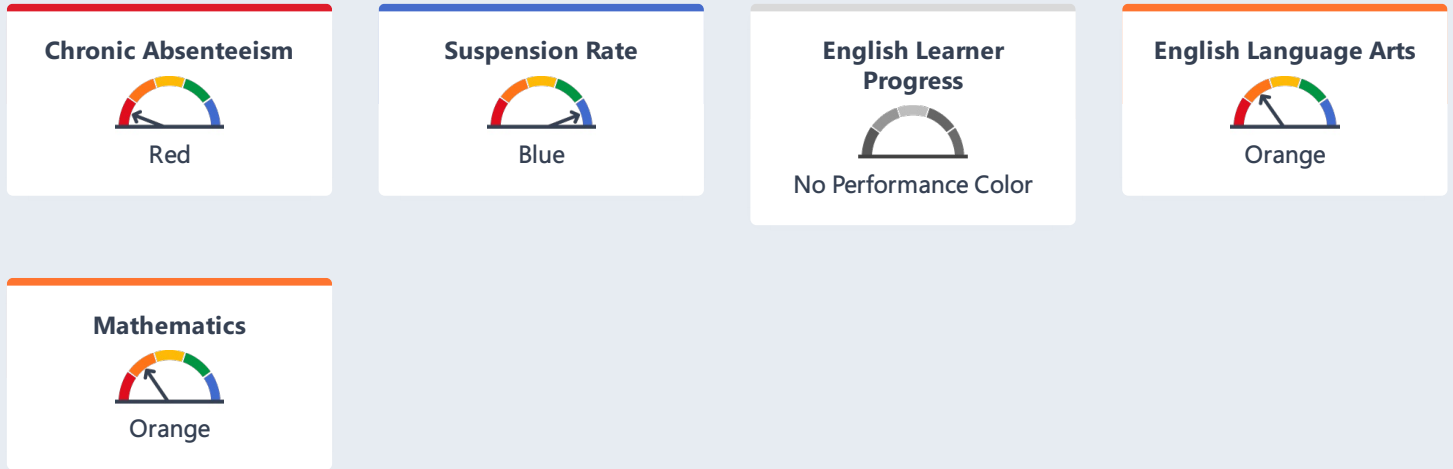 Chronic Absenteeism
Red
Suspension Rate
Blue
English Learner
Progress
No Performance Color
English Language Arts
Orange
Mathematics
Orange